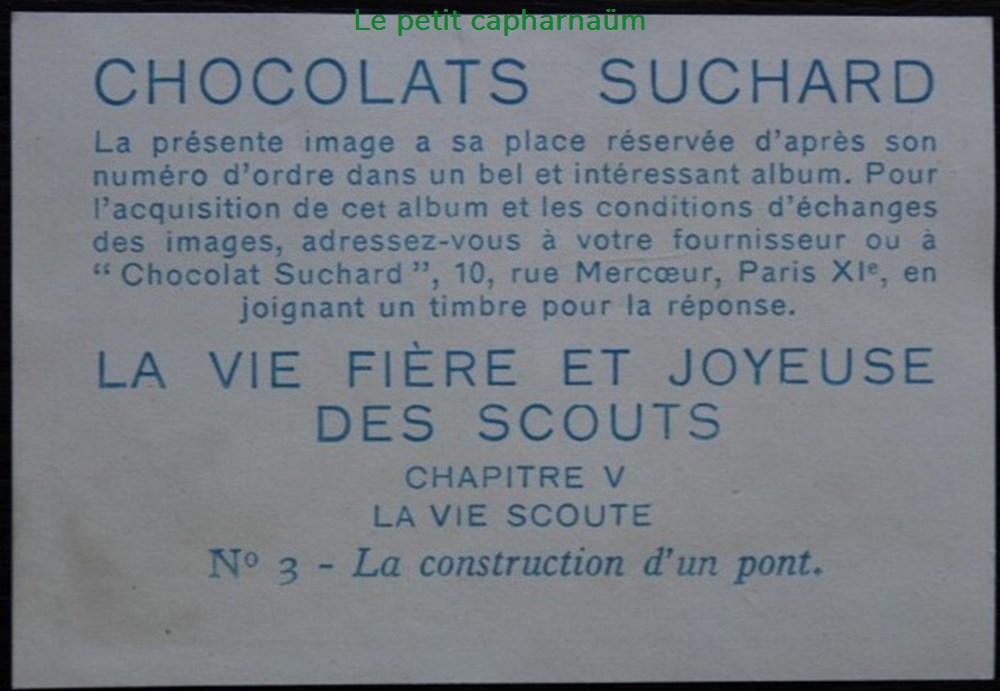 Le petit capharnaüm
CHOCOLATS SUCHARD
La présente image a sa place réservée d'après son
numéro d'ordre dans un bel et intéressant album. Pour
l'acquisition de cet album et les conditions d'échanges
des images, adressez-vous à votre fournisseur ou à
“ Chocolat Suchard ”, 10, rue Mercœur, Paris XIᵉ, en
joignant un timbre pour la réponse.
LA VIE FIÈRE ET JOYEUSE
DES SCOUTS
CHAPITRE V
LA VIE SCOUTE
Nº 3 - La construction d'un pont.